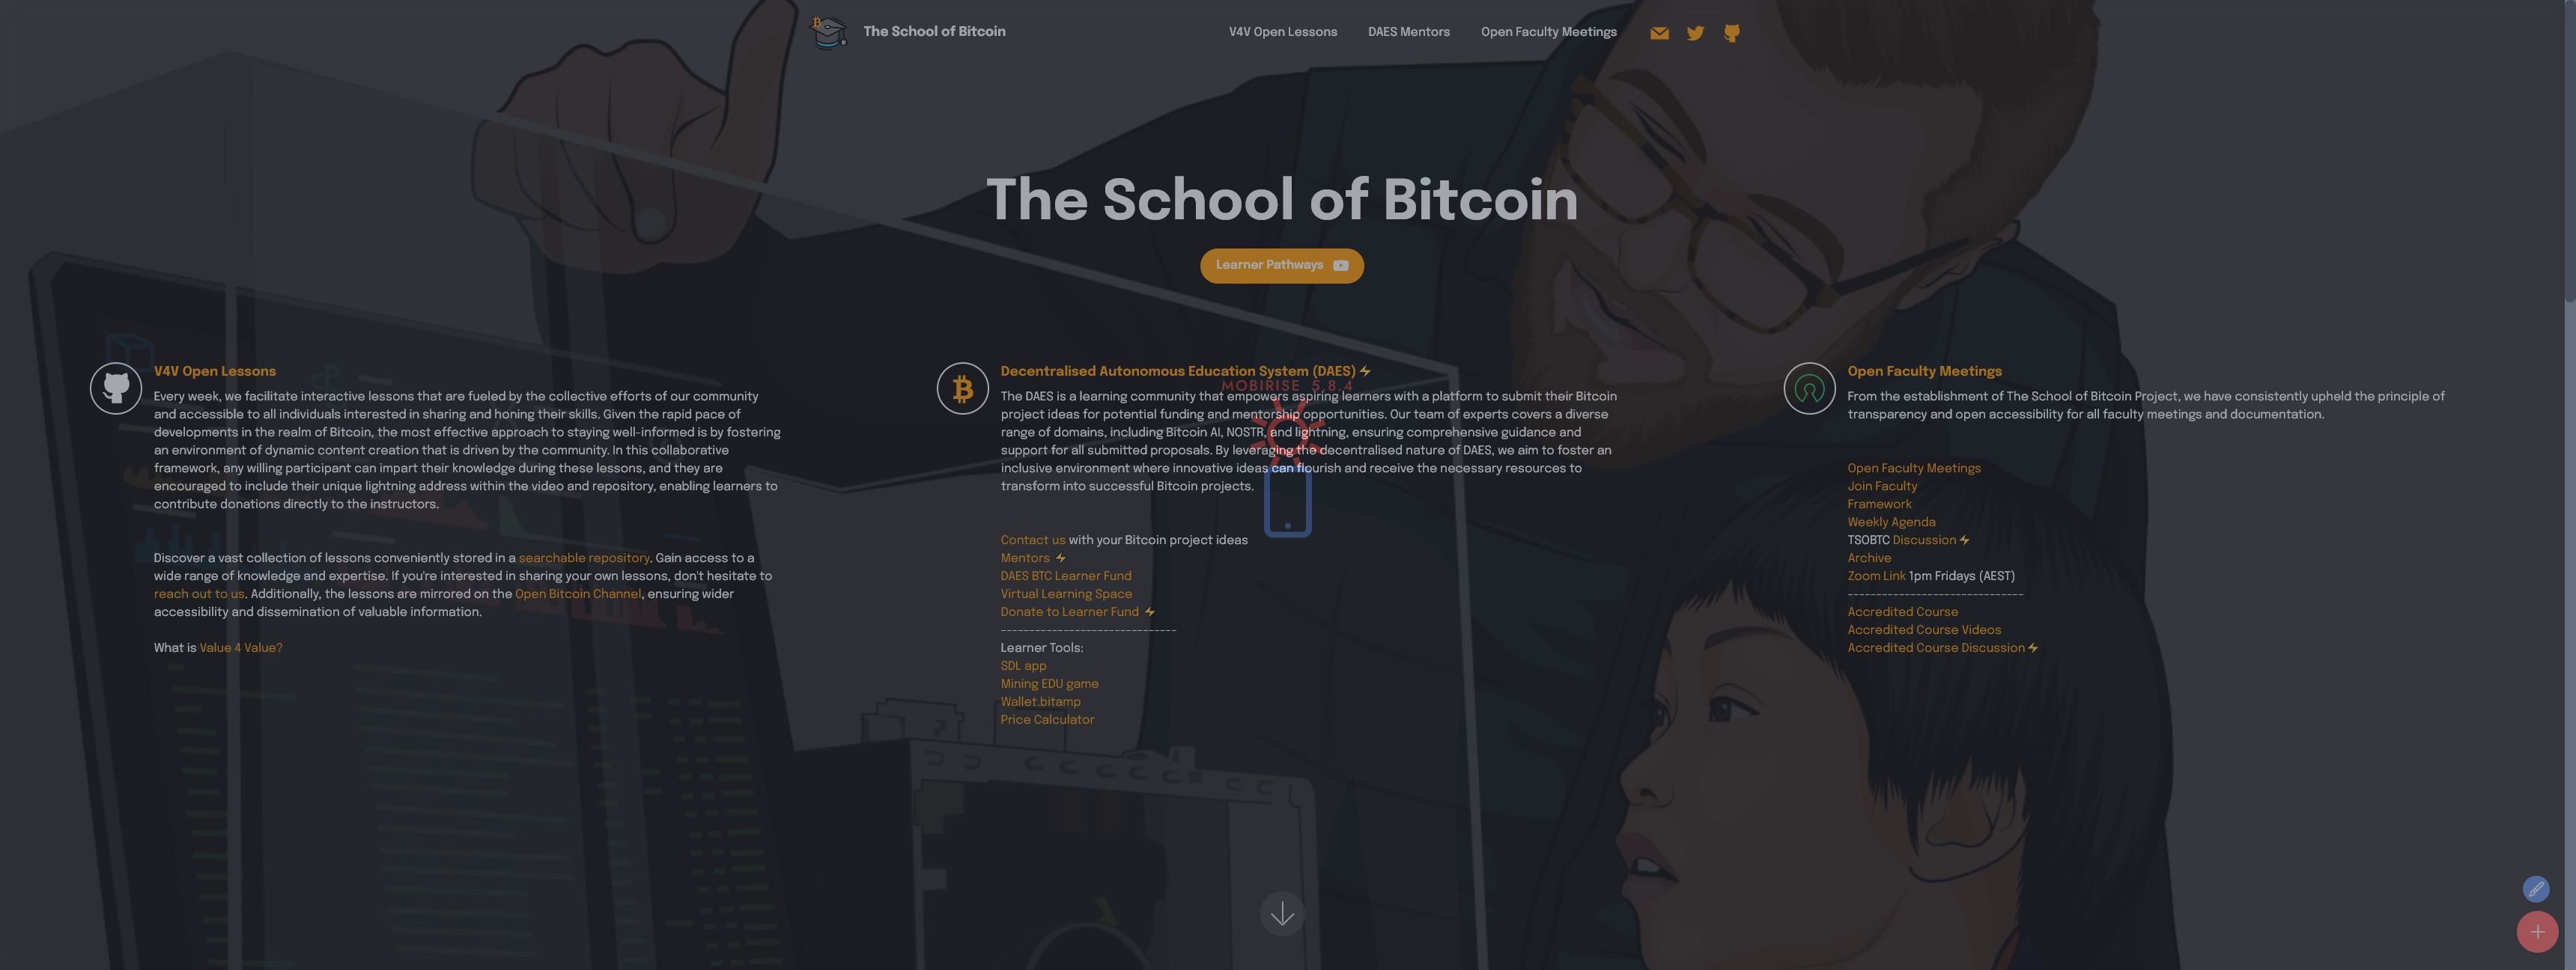 The School of Bitcoin
V4V Open Lessons
DAES Mentors
Open Faculty Meetings
The School of Bitcoin
Learner Pathways
V4V Open Lessons
Every week, we facilitate interactive lessons that are fueled by the collective efforts of our community
and accessible to all individuals interested in sharing and honing their skills. Given the rapid pace of
developments in the realm of Bitcoin, the most effective approach to staying well-informed is by fostering
an environment of dynamic content creation that is driven by the community. In this collaborative
framework, any willing participant can impart their knowledge during these lessons, and they are
encouraged to include their unique lightning address within the video and repository, enabling learners to
contribute donations directly to the instructors.
Discover a vast collection of lessons conveniently stored in a searchable repository. Gain access to a
wide range of knowledge and expertise. If you're interested in sharing your own lessons, don't hesitate to
reach out to us. Additionally, the lessons are mirrored on the Open Bitcoin Channel, ensuring wider
accessibility and dissemination of valuable information.
What is Value 4 Value?
Decentralised Autonomous Education System (DAES)
MOBIRISE 5.8.4
The DAES is a learning community that empowers aspiring learners with a platform to submit their Bitcoin
project ideas for potential funding and mentorship opportunities. Our team of experts covers a diverse
range of domains, including Bitcoin AI, NOSTR, and lightning, ensuring comprehensive guidance and
support for all submitted proposals. By leveraging the decentralised nature of DAES, we aim to foster an
inclusive environment where innovative ideas can flourish and receive the necessary resources to
transform into successful Bitcoin projects.
Contact us with your Bitcoin project ideas
Mentors
DAES BTC Learner Fund
Virtual Learning Space
Donate to Learner Fund
-------------------------------
Learner Tools:
SDL app
Mining EDU game
Wallet.bitamp
Price Calculator
Open Faculty Meetings
From the establishment of The School of Bitcoin Project, we have consistently upheld the principle of
transparency and open accessibility for all faculty meetings and documentation.
Open Faculty Meetings
Join Faculty
Framework
Weekly Agenda
TSOBTC Discussion
Archive
Zoom Link 1pm Fridays (AEST)
-------------------------------
Accredited Course
Accredited Course Videos
Accredited Course Discussion